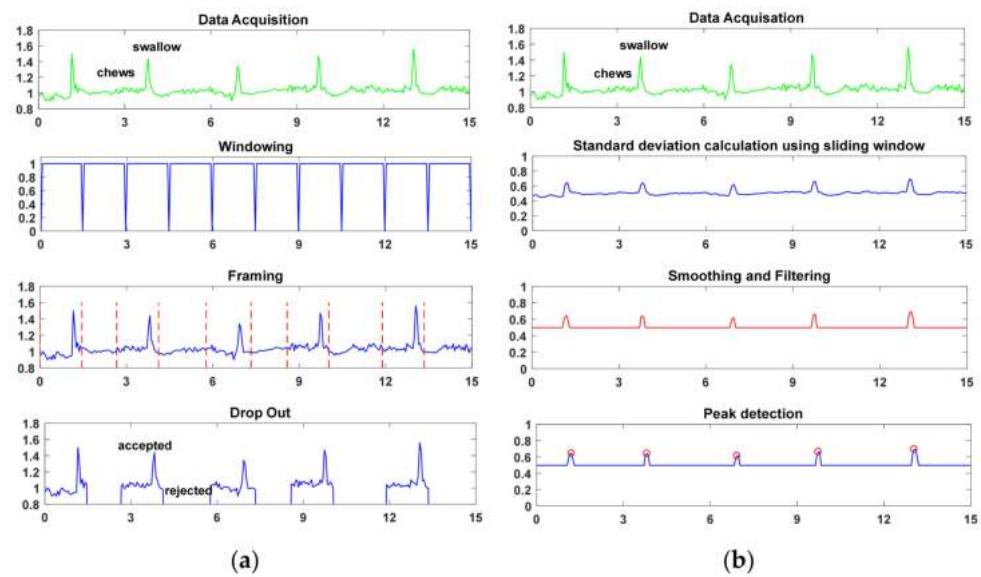 Data Acquisition
1.8
1.6
1.4
1.2
1
0.8
swallow
chews
0 3 6 9 12 15
Windowing
1
0.8
0.6
0.4
0.2
0
0 3 6 9 12 15
Framing
1.8
1.6
1.4
1.2
1
0.8
0 3 6 9 12 15
Drop Out
1.8
1.6
1.4
1.2
1
0.8
accepted
rejected
0 3 6 9 12 15
(a)
Data Acquisation
1.8
1.6
1.4
1.2
1
0.8
swallow
chews
0 3 6 9 12 15
Standard deviation calculation using sliding window
1
0.8
0.6
0.4
0.2
0
0 3 6 9 12 15
Smoothing and Filtering
1
0.8
0.6
0.4
0.2
0
0 3 6 9 12 15
Peak detection
1
0.8
0.6
0.4
0.2
0
0 3 6 9 12 15
(b)